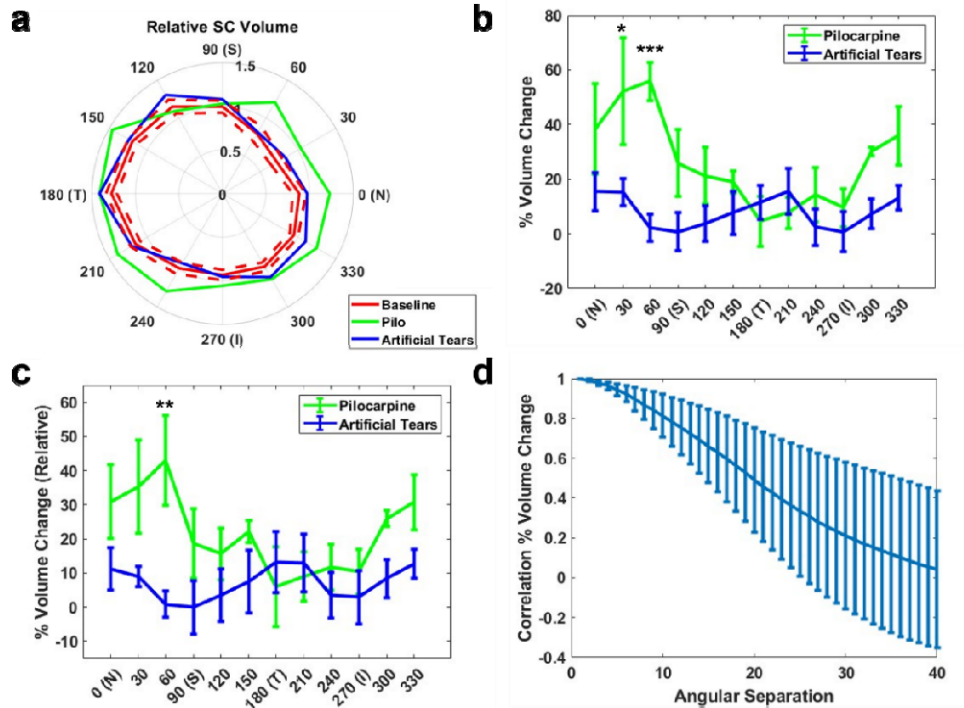 a
Relative SC Volume
90 (S)
120
60
1.5
150
1
30
0.5
180 (T)
0
0 (N)
210
330
240
300
270 (I)
Baseline
Pilo
Artificial Tears
b
% Volume Change
80
60
40
20
0
-20
*
***
Pilocarpine
Artificial Tears
0 (N)
30
60
90 (S)
120
150
180 (T)
210
240
270 (I)
300
330
c
% Volume Change (Relative)
60
50
40
30
20
10
0
-10
**
Pilocarpine
Artificial Tears
0 (N)
30
60
90 (S)
120
150
180 (T)
210
240
270 (I)
300
330
d
Correlation % Volume Change
1
0.8
0.6
0.4
0.2
0
-0.2
-0.4
0
10
20
30
40
Angular Separation